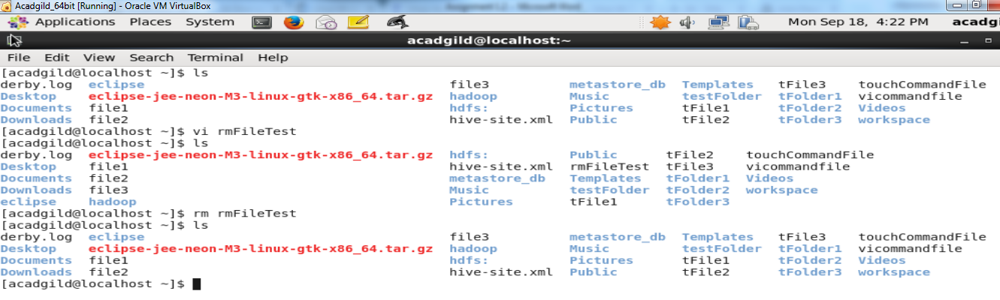 Acadgild_64bit [Running] - Oracle VM VirtualBox
Applications Places System Mon Sep 18, 4:22 PM acadg
acadgild@localhost:~
File Edit View Search Terminal Help
[acadgild@localhost ~]$ ls
derby.log eclipse file3 metastore_db Templates tFile3 touchCommandFile
Desktop eclipse-jee-neon-M3-linux-gtk-x86_64.tar.gz hadoop Music testFolder tFolder1 vicommandfile
Documents file1 hdfs: Pictures tFile1 tFolder2 Videos
Downloads file2 hive-site.xml Public tFile2 tFolder3 workspace
[acadgild@localhost ~]$ vi rmFileTest
[acadgild@localhost ~]$ ls
derby.log eclipse-jee-neon-M3-linux-gtk-x86_64.tar.gz hdfs: Public tFile2 touchCommandFile
Desktop file1 hive-site.xml rmFileTest tFile3 vicommandfile
Documents file2 metastore_db Templates tFolder1 Videos
Downloads file3 Music testFolder tFolder2 workspace
eclipse hadoop Pictures tFile1 tFolder3
[acadgild@localhost ~]$ rm rmFileTest
[acadgild@localhost ~]$ ls
derby.log eclipse file3 metastore_db Templates tFile3 touchCommandFile
Desktop eclipse-jee-neon-M3-linux-gtk-x86_64.tar.gz hadoop Music testFolder tFolder1 vicommandfile
Documents file1 hdfs: Pictures tFile1 tFolder2 Videos
Downloads file2 hive-site.xml Public tFile2 tFolder3 workspace
[acadgild@localhost ~]$